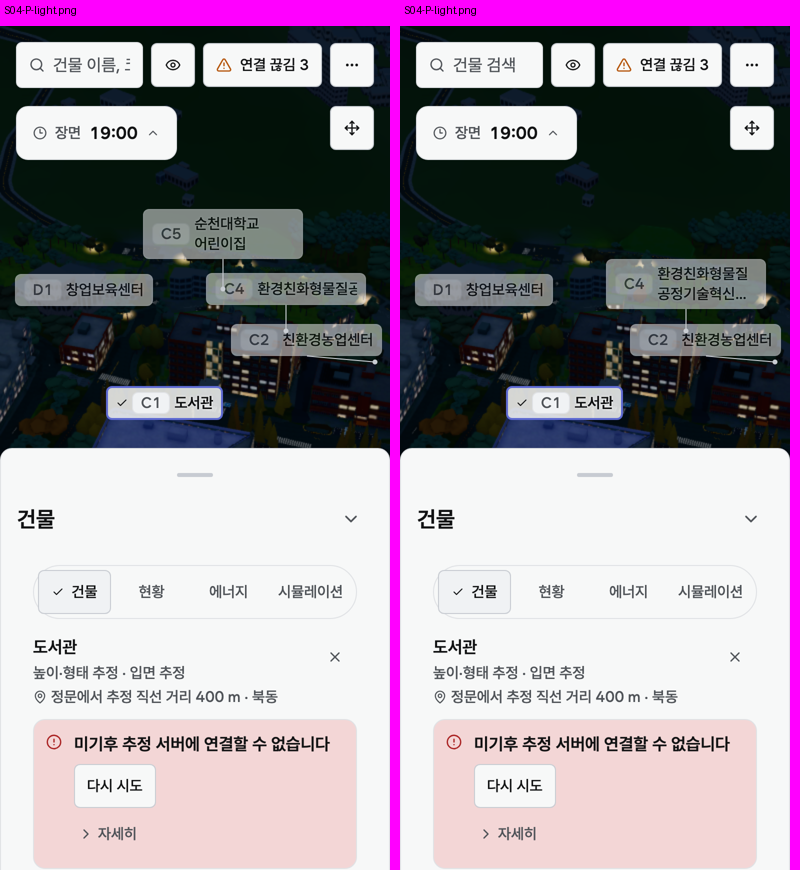 S04-P-light.png
건물 이름,
연결 끊김 3
장면 19:00
C5 순천대학교
어린이집
D1 창업보육센터
C4 환경친화형물질공
C2 친환경농업센터
C1 도서관
건물
건물 현황 에너지 시뮬레이션
도서관
높이·형태 추정 · 입면 추정
정문에서 추정 직선 거리 400 m · 북동
미기후 추정 서버에 연결할 수 없습니다
다시 시도
자세히
S04-P-light.png
건물 검색
연결 끊김 3
장면 19:00
C4 환경친화형물질
공정기술혁신...
D1 창업보육센터
C2 친환경농업센터
C1 도서관
건물
건물 현황 에너지 시뮬레이션
도서관
높이·형태 추정 · 입면 추정
정문에서 추정 직선 거리 400 m · 북동
미기후 추정 서버에 연결할 수 없습니다
다시 시도
자세히